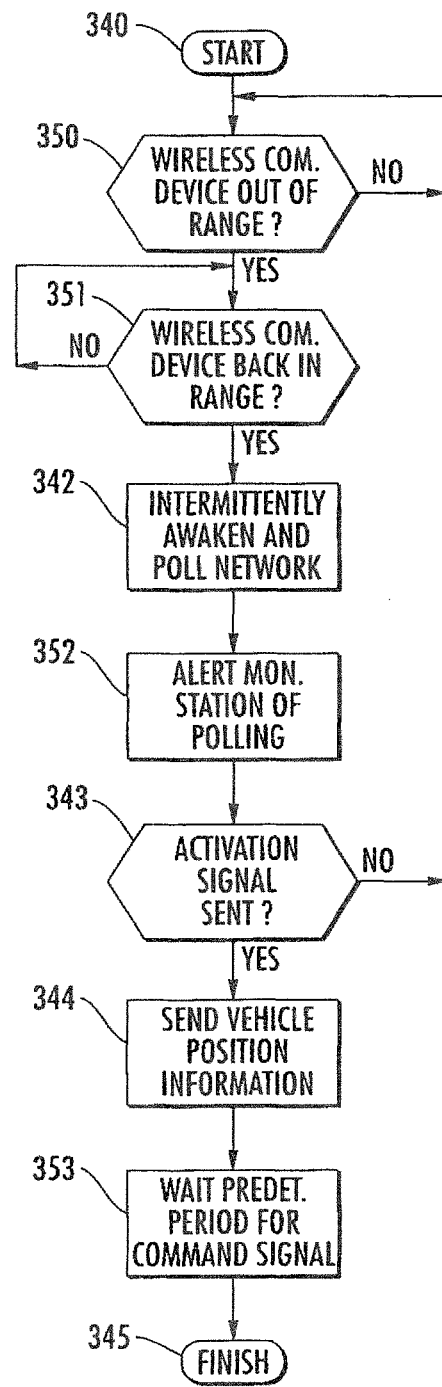 340
START
350
WIRELESS COM.
DEVICE OUT OF
RANGE ?
NO
YES
351
WIRELESS COM.
DEVICE BACK IN
RANGE ?
NO
YES
342
INTERMITTENTLY
AWAKEN AND
POLL NETWORK
352
ALERT MON.
STATION OF
POLLING
343
ACTIVATION
SIGNAL
SENT ?
NO
YES
344
SEND VEHICLE
POSITION
INFORMATION
353
WAIT PREDET.
PERIOD FOR
COMMAND SIGNAL
345
FINISH